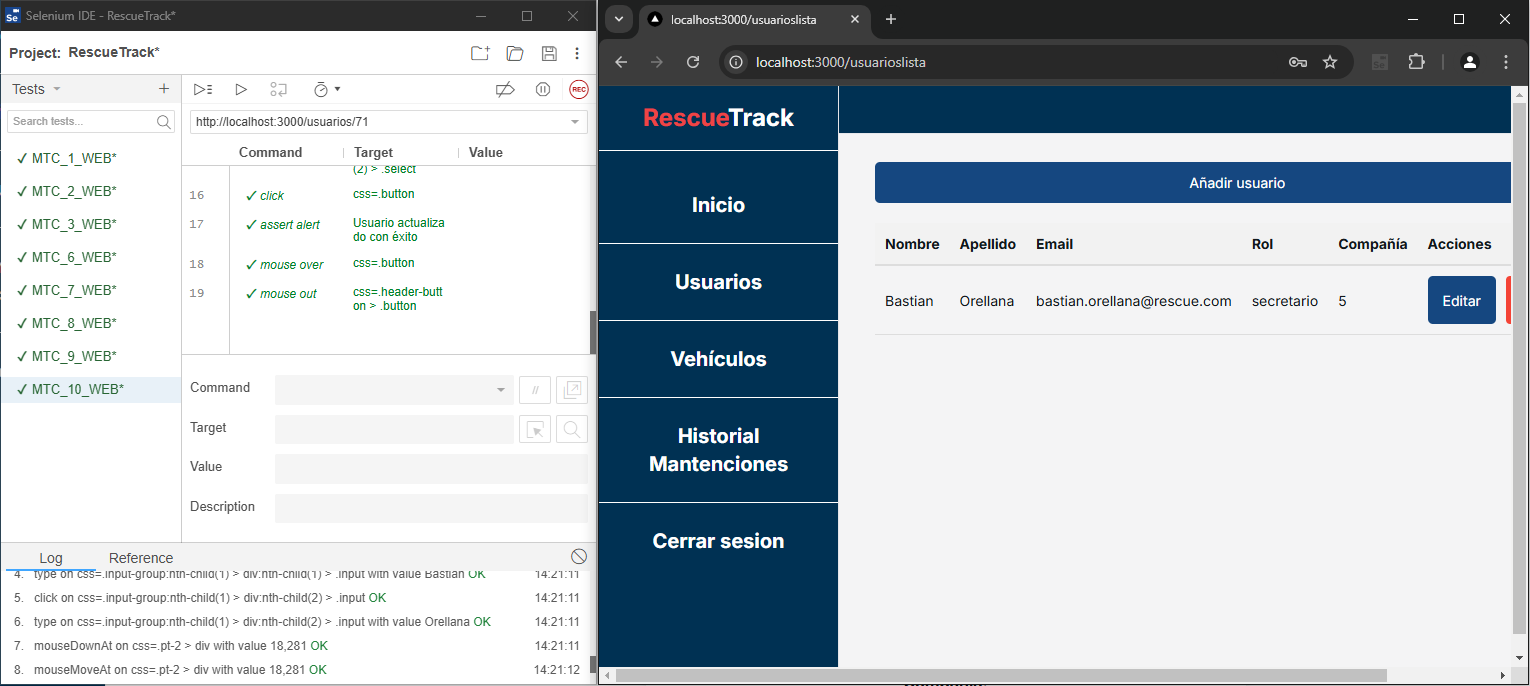 Selenium IDE - RescueTrack*
Project: RescueTrack*
Tests
Search tests...
MTC_1_WEB*
MTC_2_WEB*
MTC_3_WEB*
MTC_6_WEB*
MTC_7_WEB*
MTC_8_WEB*
MTC_9_WEB*
MTC_10_WEB*
REC
http://localhost:3000/usuarios/71
Command Target Value
(2) > .select
16 click css=.button
17 assert alert Usuario actualiza
do con éxito
18 mouse over css=.button
19 mouse out css=.header-butt
on > .button
Command
//
Target
Value
Description
Log Reference
4. type on css=.input-group:nth-child(1) > div:nth-child(1) > .input with value Bastian OK 14:21:11
5. click on css=.input-group:nth-child(1) > div:nth-child(2) > .input OK 14:21:11
6. type on css=.input-group:nth-child(1) > div:nth-child(2) > .input with value Orellana OK 14:21:11
7. mouseDownAt on css=.pt-2 > div with value 18,281 OK 14:21:11
8. mouseMoveAt on css=.pt-2 > div with value 18,281 OK 14:21:12
localhost:3000/usuarioslista
localhost:3000/usuarioslista
RescueTrack
Inicio
Usuarios
Vehículos
Historial
Mantenciones
Cerrar sesion
Añadir usuario
Nombre Apellido Email Rol Compañía Acciones
Bastian Orellana bastian.orellana@rescue.com secretario 5 Editar